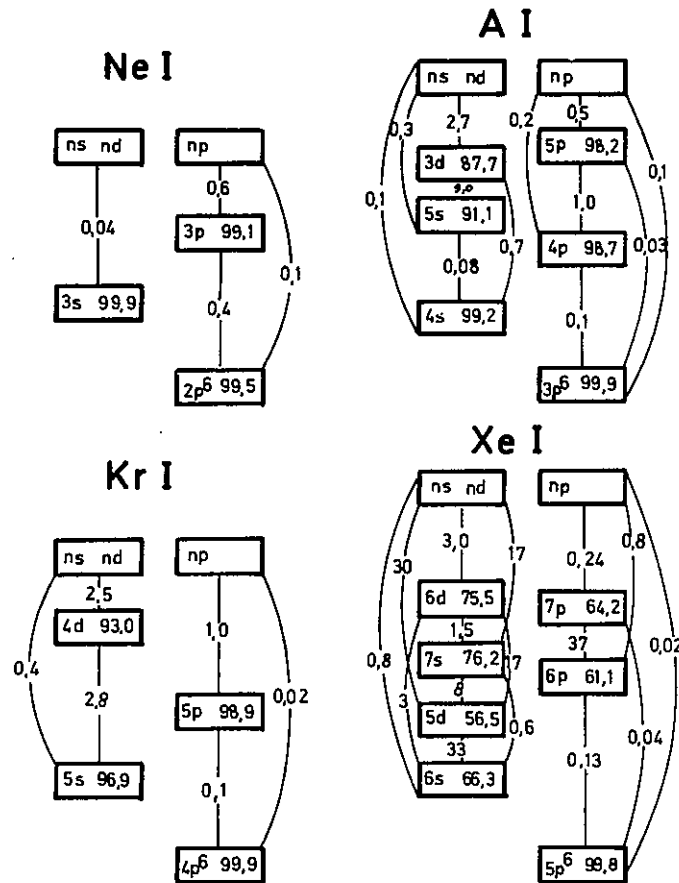 Ne I
ns nd
0,04
3s 99,9
np
0,6
3p 99,1
0,4
0,1
2p⁶ 99,5
A I
ns nd
0,3
2,7
3d 87,7
0,1
9,0
5s 91,1
0,7
0,08
4s 99,2
np
0,2
0,5
5p 98,2
0,1
1,0
4p 98,7
0,03
0,1
3p⁶ 99,9
Kr I
ns nd
2,5
4d 93,0
0,4
2,8
5s 96,9
np
1,0
0,02
5p 98,9
0,1
4p⁶ 99,9
Xe I
ns nd
3,0
30
17
6d 75,5
1,5
0,8
7s 76,2
17
3
8
5d 56,5
0,6
33
6s 66,3
np
0,8
0,24
7p 64,2
37
0,02
6p 61,1
0,04
0,13
5p⁶ 99,8